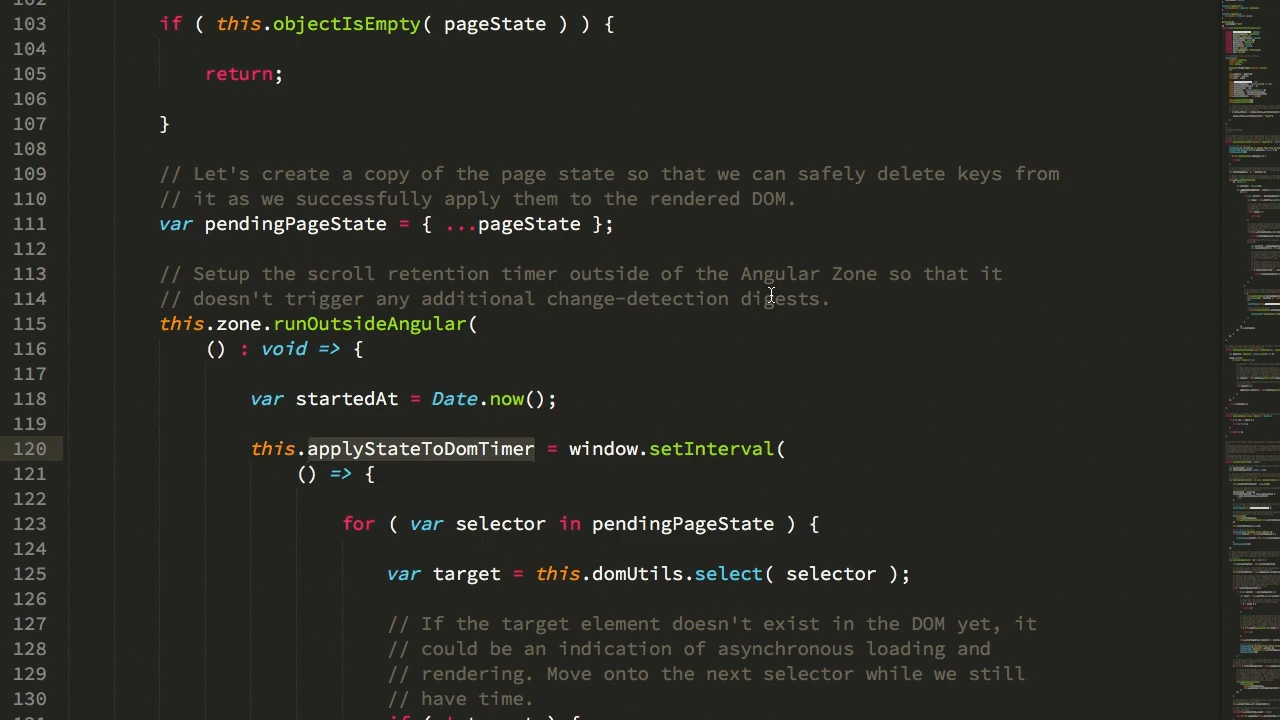 102
103 if ( this.objectIsEmpty( pageState ) ) {
104
105 return;
106
107 }
108
109 // Let's create a copy of the page state so that we can safely delete keys from
110 // it as we successfully apply them to the rendered DOM.
111 var pendingPageState = { ...pageState };
112
113 // Setup the scroll retention timer outside of the Angular Zone so that it
114 // doesn't trigger any additional change-detection digests.
115 this.zone.runOutsideAngular(
116 () : void => {
117
118 var startedAt = Date.now();
119
120 this.applyStateToDomTimer = window.setInterval(
121 () => {
122
123 for ( var selector in pendingPageState ) {
124
125 var target = this.domUtils.select( selector );
126
127 // If the target element doesn't exist in the DOM yet, it
128 // could be an indication of asynchronous loading and
129 // rendering. Move onto the next selector while we still
130 // have time.